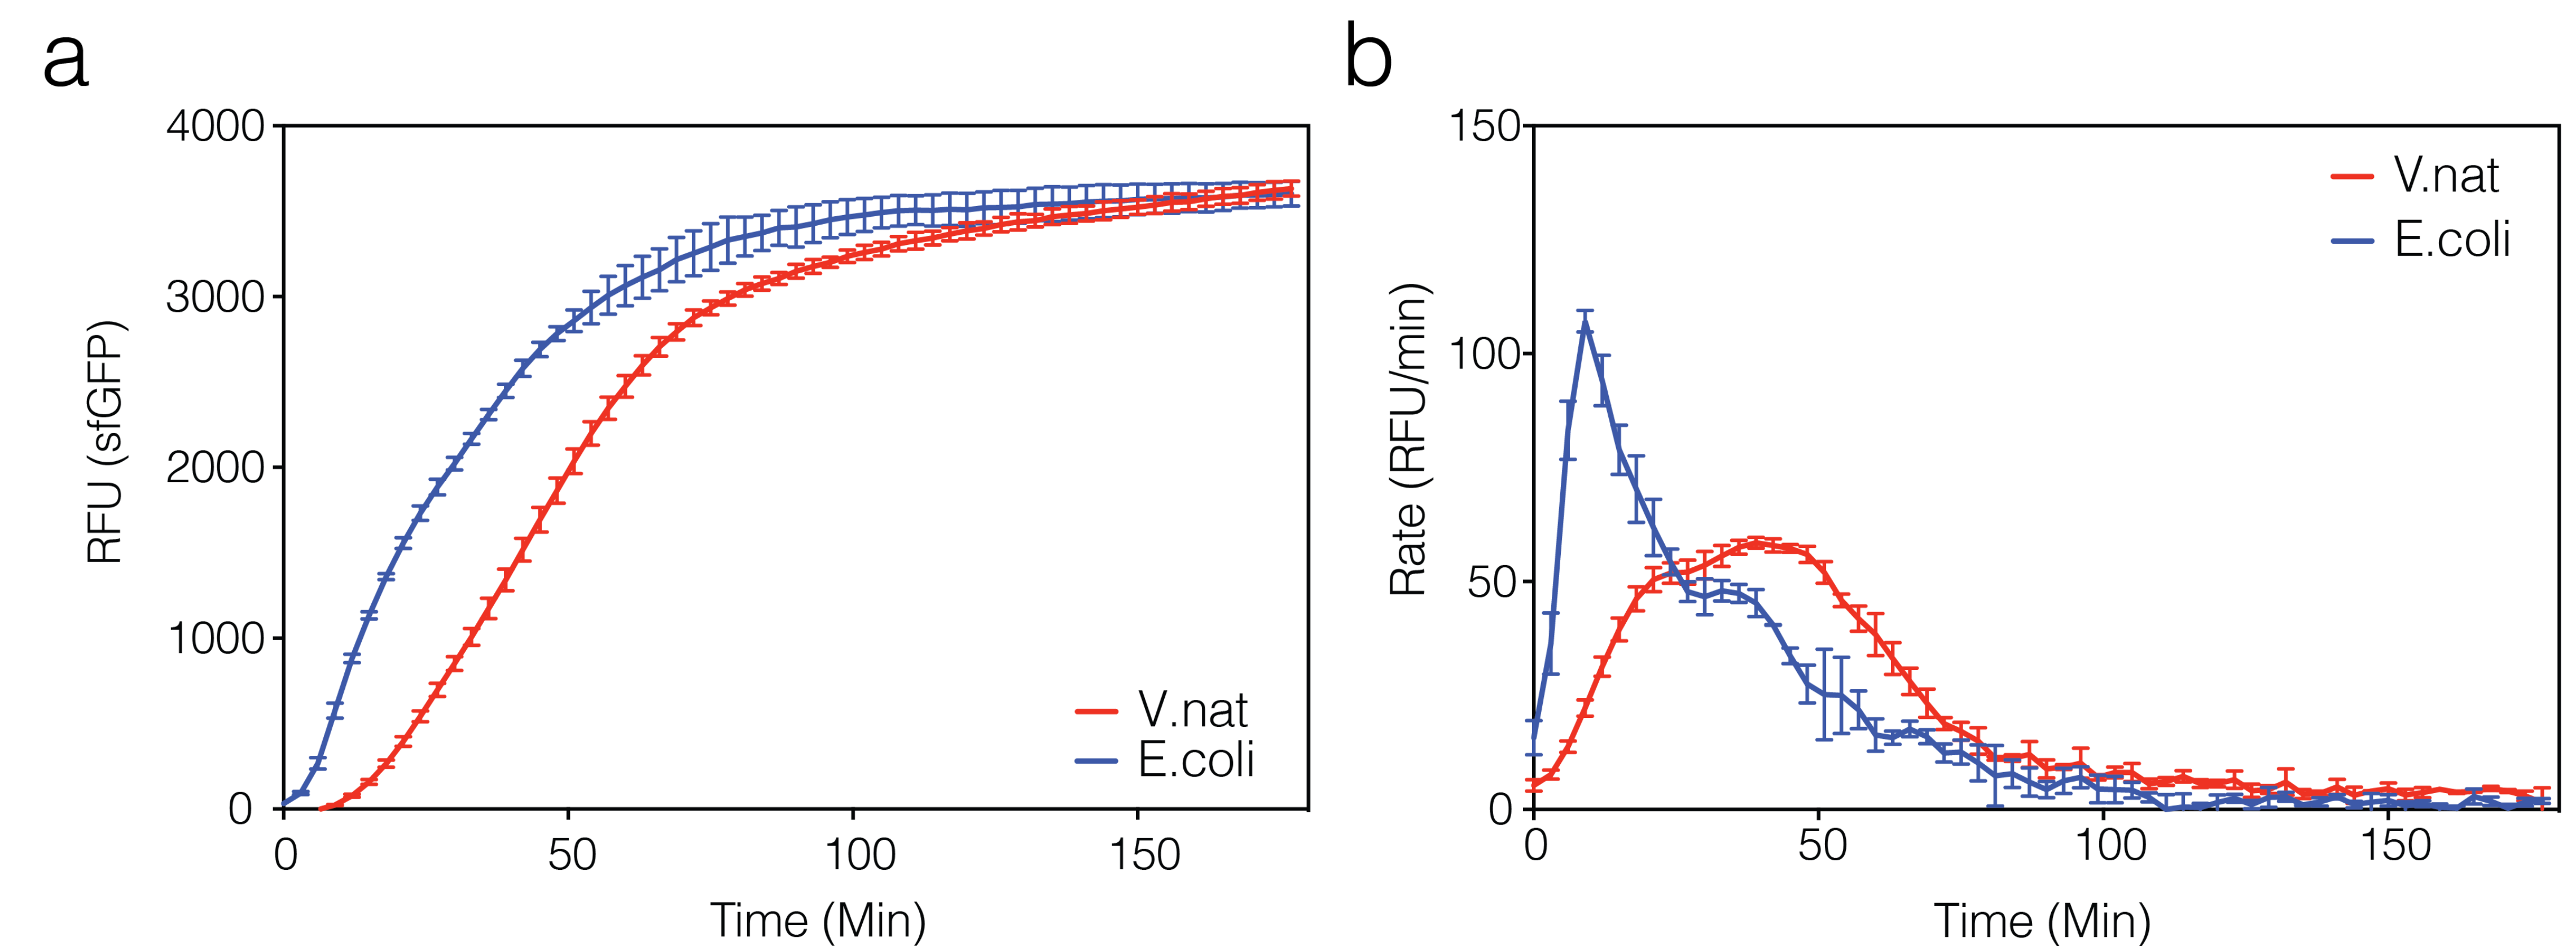 a
4000
3000
2000
1000
0
RFU (sfGFP)
0 50 100 150
Time (Min)
V.nat
E.coli
b
150
100
50
0
Rate (RFU/min)
0 50 100 150
Time (Min)
V.nat
E.coli